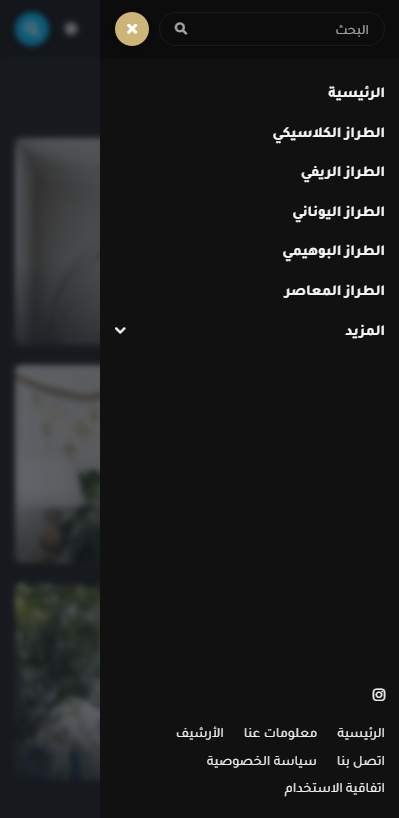 البحث
الرئيسية
الطراز الكلاسيكي
الطراز الريفي
الطراز اليوناني
الطراز البوهيمي
الطراز المعاصر
المزيد
الرئيسية معلومات عنا الأرشيف
اتصل بنا سياسة الخصوصية
اتفاقية الاستخدام